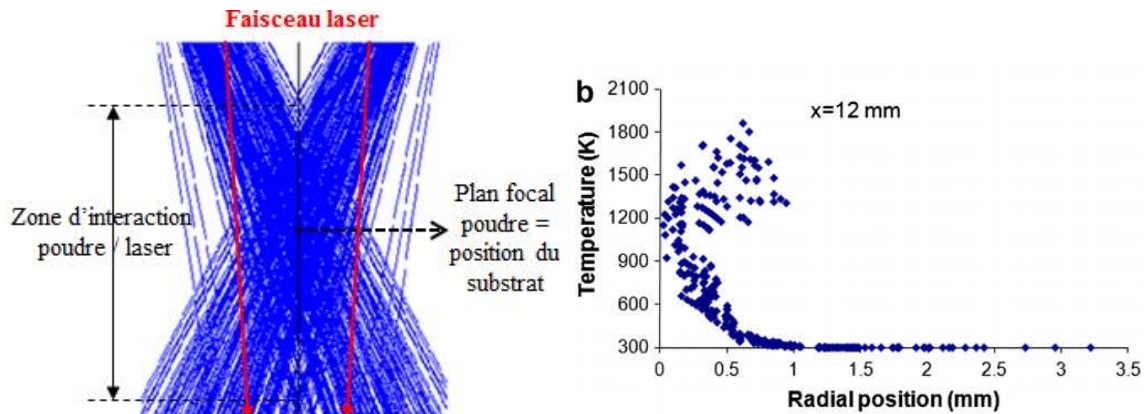 Faisceau laser
Zone d'interaction
poudre / laser
Plan focal
poudre =
position du
substrat
b
x=12 mm
Temperature (K)
2100
1800
1500
1200
900
600
300
0
0.5
1
1.5
2
2.5
3
3.5
Radial position (mm)